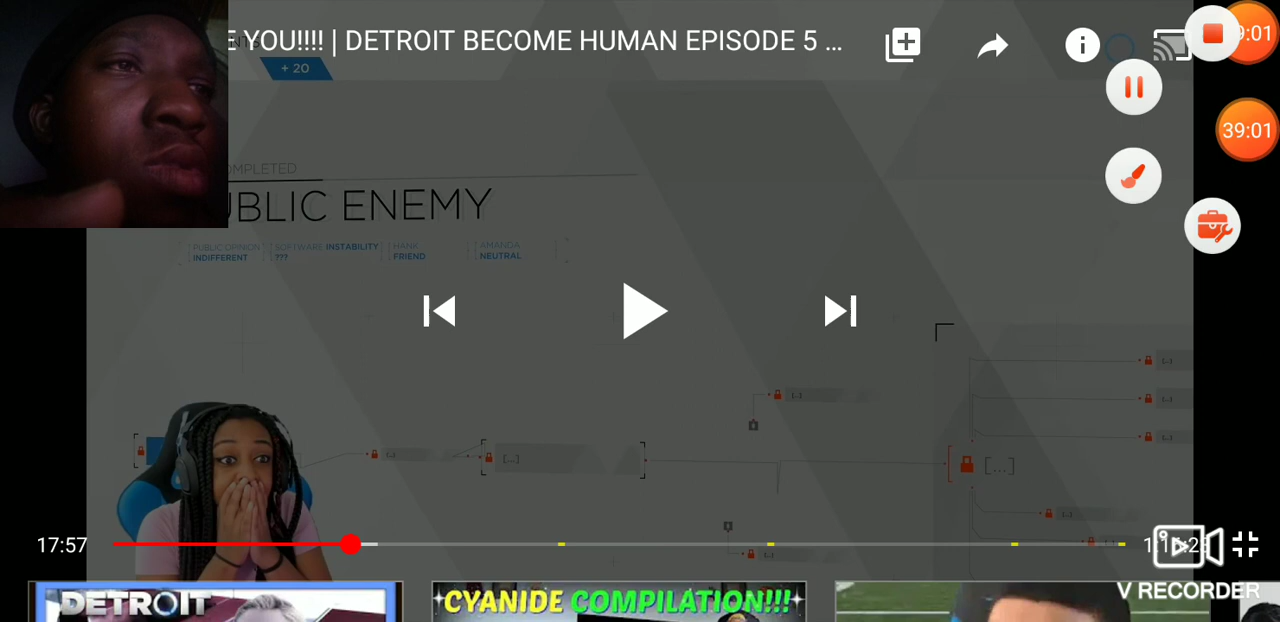 E YOU!!!! | DETROIT BECOME HUMAN EPISODE 5 ...
9:01
+ 20
39:01
OMPLETED
UBLIC ENEMY
PUBLIC OPINION
INDIFFERENT
SOFTWARE INSTABILITY
???
HANK
FRIEND
AMANDA
NEUTRAL
[...]
[...]
[...]
[...]
[...]
[...]
[...]
17:57
V RECORDER
DETROIT
CYANIDE COMPILATION!!!